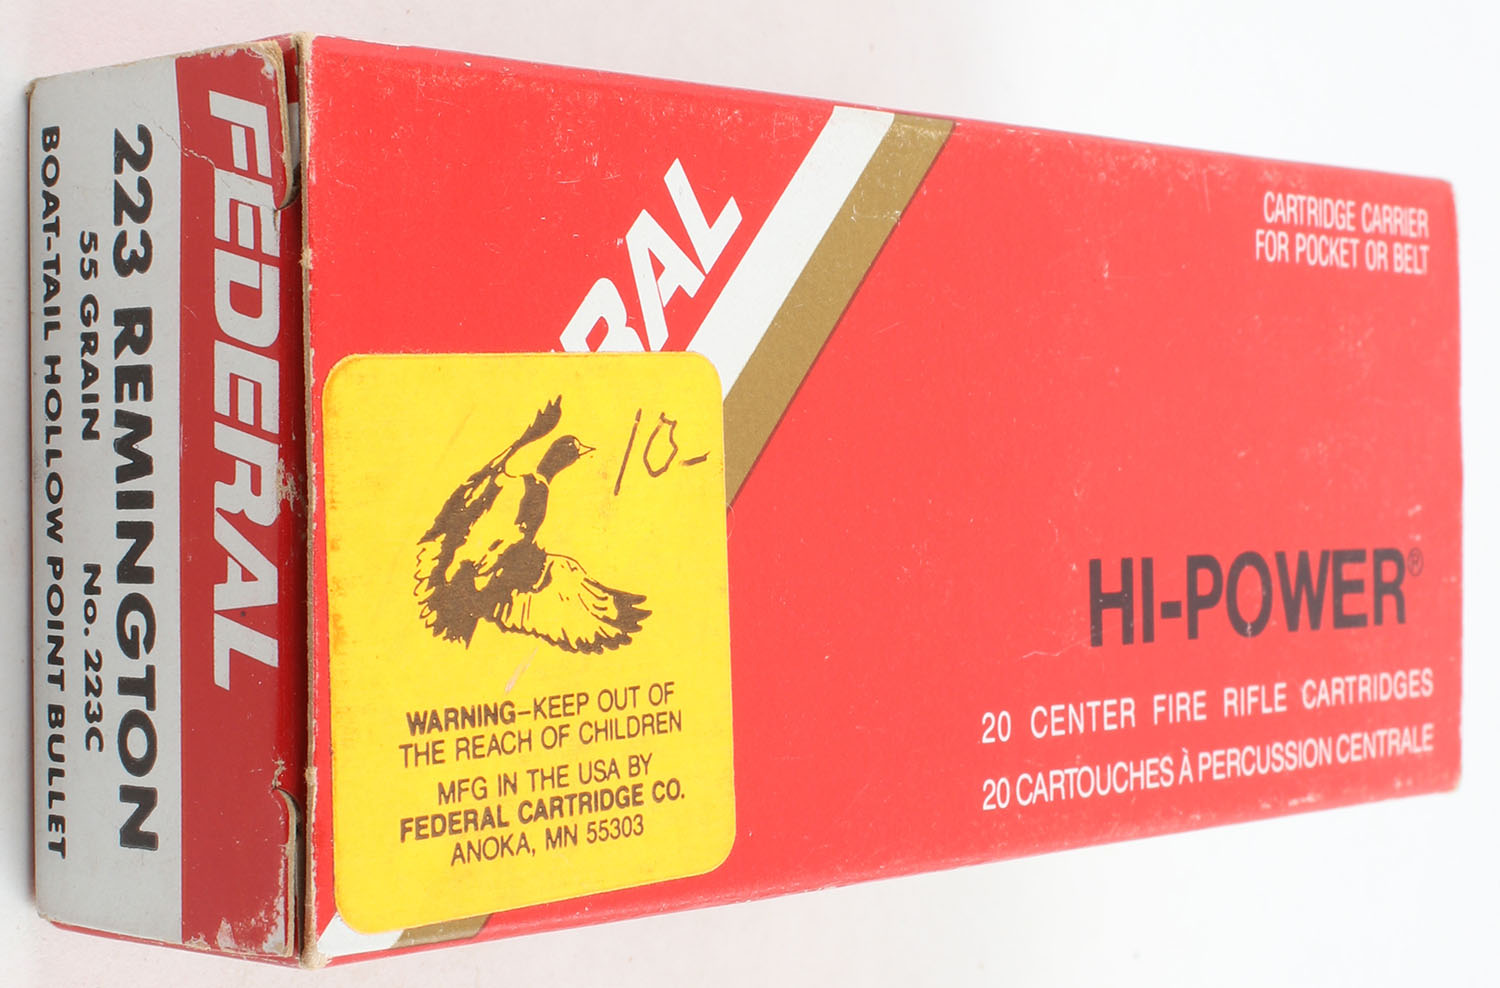 FEDERAL
223 REMINGTON
55 GRAIN No. 223C
BOAT-TAIL HOLLOW POINT BULLET
RAL
CARTRIDGE CARRIER
FOR POCKET OR BELT
HI-POWER®
20 CENTER FIRE RIFLE CARTRIDGES
20 CARTOUCHES À PERCUSSION CENTRALE
10-
WARNING–KEEP OUT OF
THE REACH OF CHILDREN
MFG IN THE USA BY
FEDERAL CARTRIDGE CO.
ANOKA, MN 55303